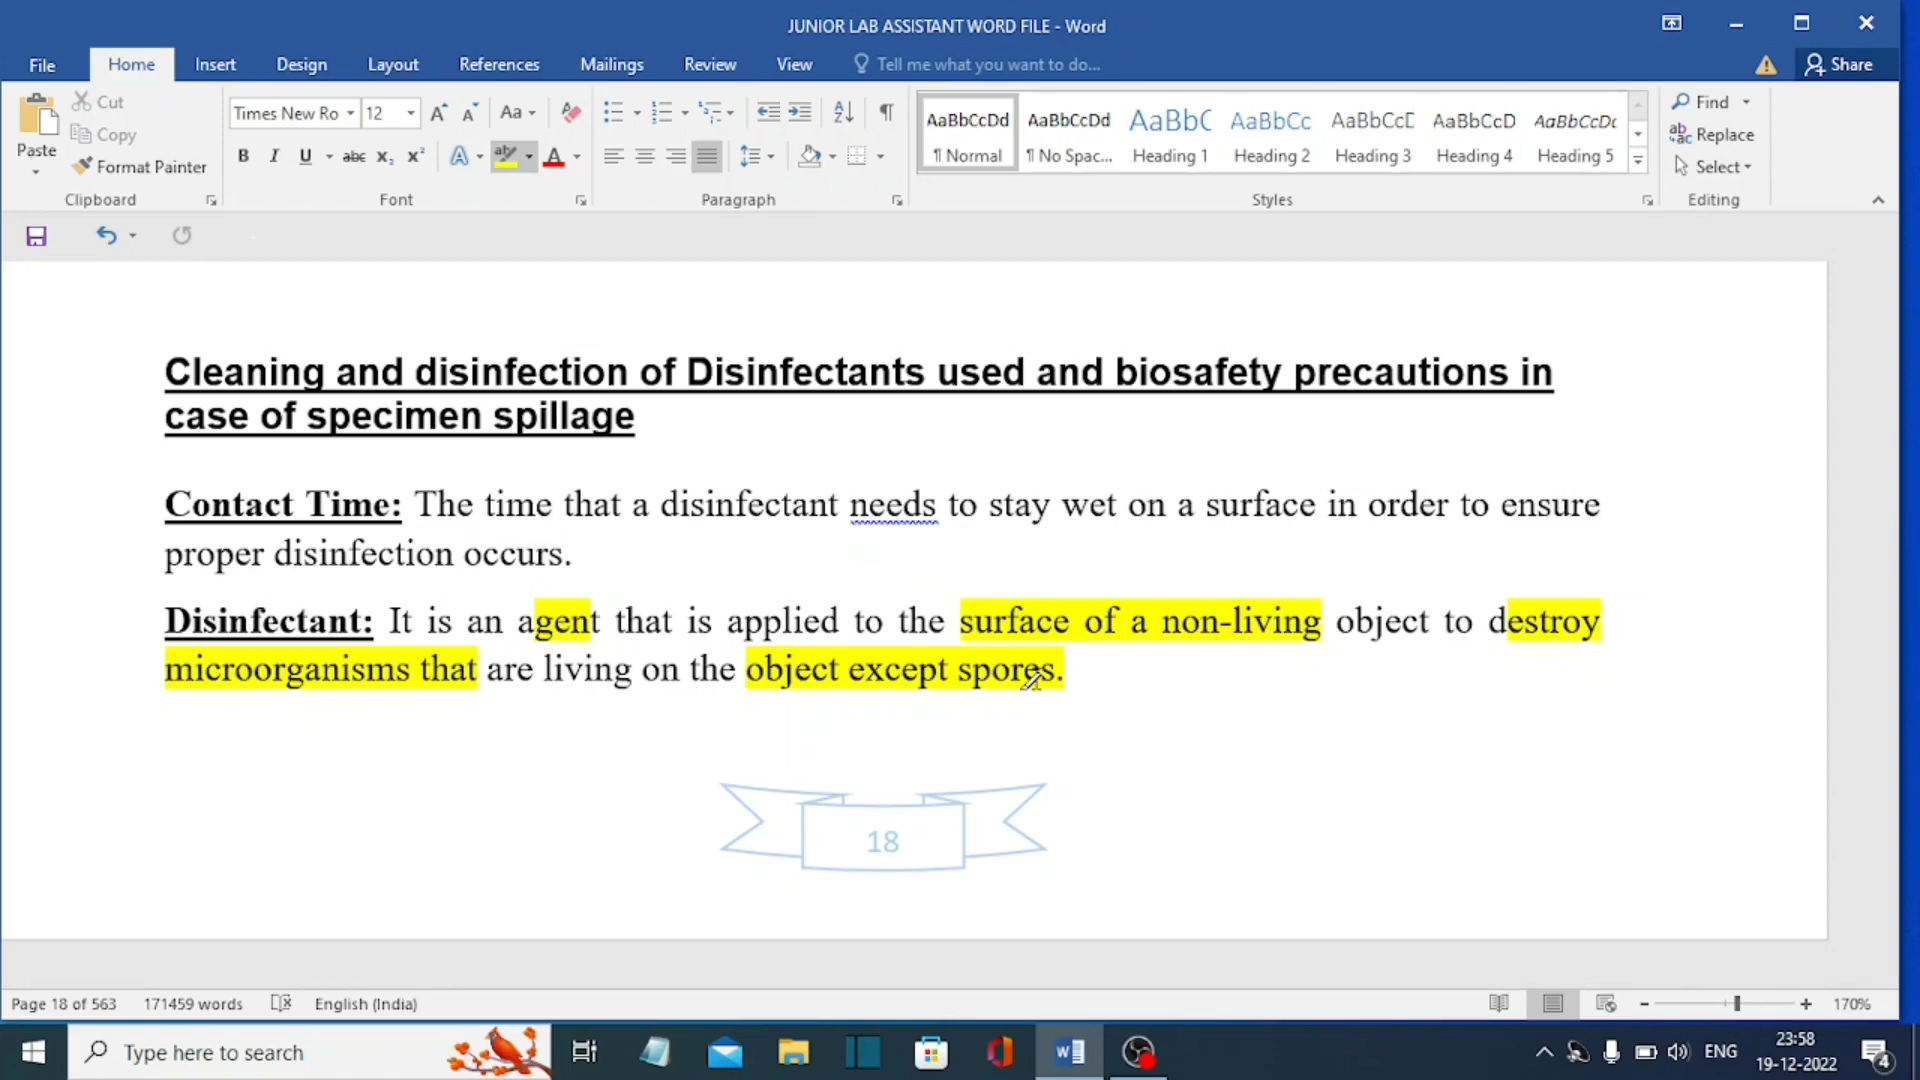 JUNIOR LAB ASSISTANT WORD FILE - Word
File Home Insert Design Layout References Mailings Review View Tell me what you want to do... Share
Paste
Cut
Copy
Format Painter
Clipboard
Times New Ro 12
Font
Paragraph
AaBbCcDd AaBbCcDd AaBbC AaBbCc AaBbCcD AaBbCcD AaBbCcDc
¶ Normal ¶ No Spac... Heading 1 Heading 2 Heading 3 Heading 4 Heading 5
Styles
Find
Replace
Select
Editing
Cleaning and disinfection of Disinfectants used and biosafety precautions in
case of specimen spillage
Contact Time: The time that a disinfectant needs to stay wet on a surface in order to ensure
proper disinfection occurs.
Disinfectant: It is an agent that is applied to the surface of a non-living object to destroy
microorganisms that are living on the object except spores.
18
Page 18 of 563 171459 words English (India) 170%
Type here to search
ENG
23:58
19-12-2022
4